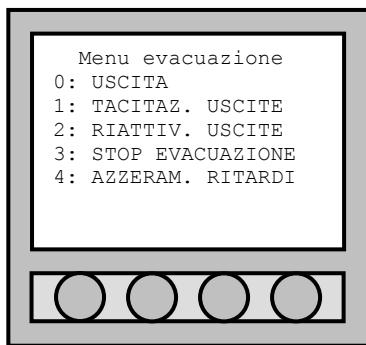 Menu evacuazione
0: USCITA
1: TACITAZ. USCITE
2: RIATTIV. USCITE
3: STOP EVACUAZIONE
4: AZZERAM. RITARDI